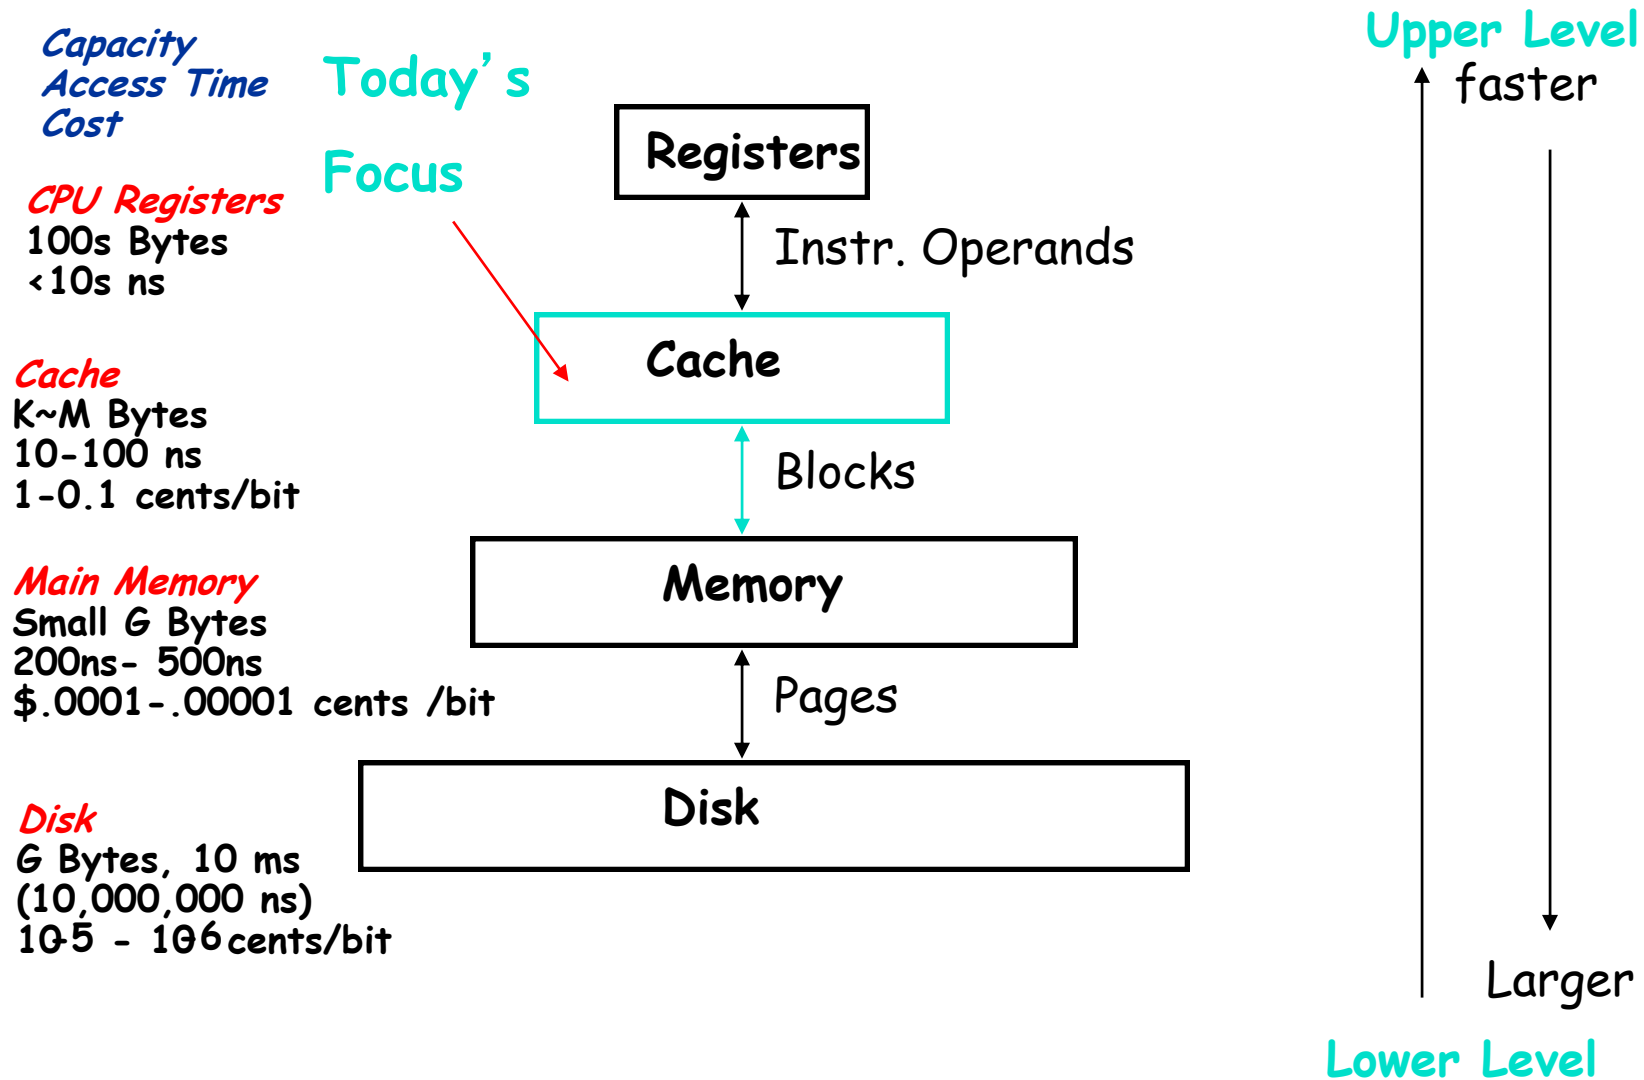 Capacity
Access Time
Cost
Today's
Focus
CPU Registers
100s Bytes
<10s ns
Cache
K~M Bytes
10-100 ns
1-0.1 cents/bit
Main Memory
Small G Bytes
200ns- 500ns
$.0001-.00001 cents /bit
Disk
G Bytes, 10 ms
(10,000,000 ns)
10-5 - 10-6 cents/bit
Registers
Instr. Operands
Cache
Blocks
Memory
Pages
Disk
Upper Level
faster
Larger
Lower Level